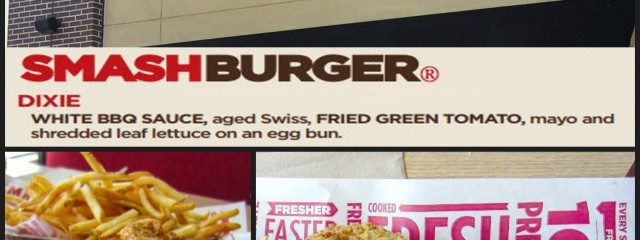 SMASHBURGER®
DIXIE
WHITE BBQ SAUCE, aged Swiss, FRIED GREEN TOMATO, mayo and
shredded leaf lettuce on an egg bun.
FRESHER
FASTER
COOKED
FRESH
EVERY